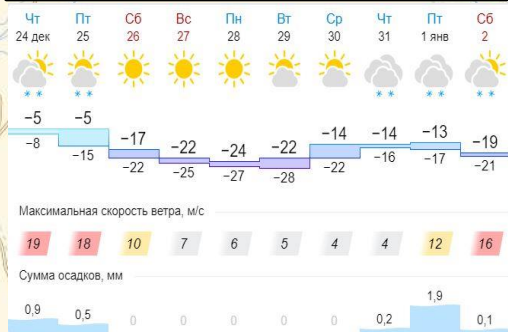 Чт Пт Сб Вс Пн Вт Ср Чт Пт Сб
24 дек 25 26 27 28 29 30 31 1 янв 2
−5 −5 −17 −22 −24 −22 −14 −14 −13 −19
−8 −15 −22 −25 −27 −28 −22 −16 −17 −21
Максимальная скорость ветра, м/с
19 18 10 7 6 5 4 4 12 16
Сумма осадков, мм
0,9 0,5 0 0 0 0 0 0,2 1,9 0,1